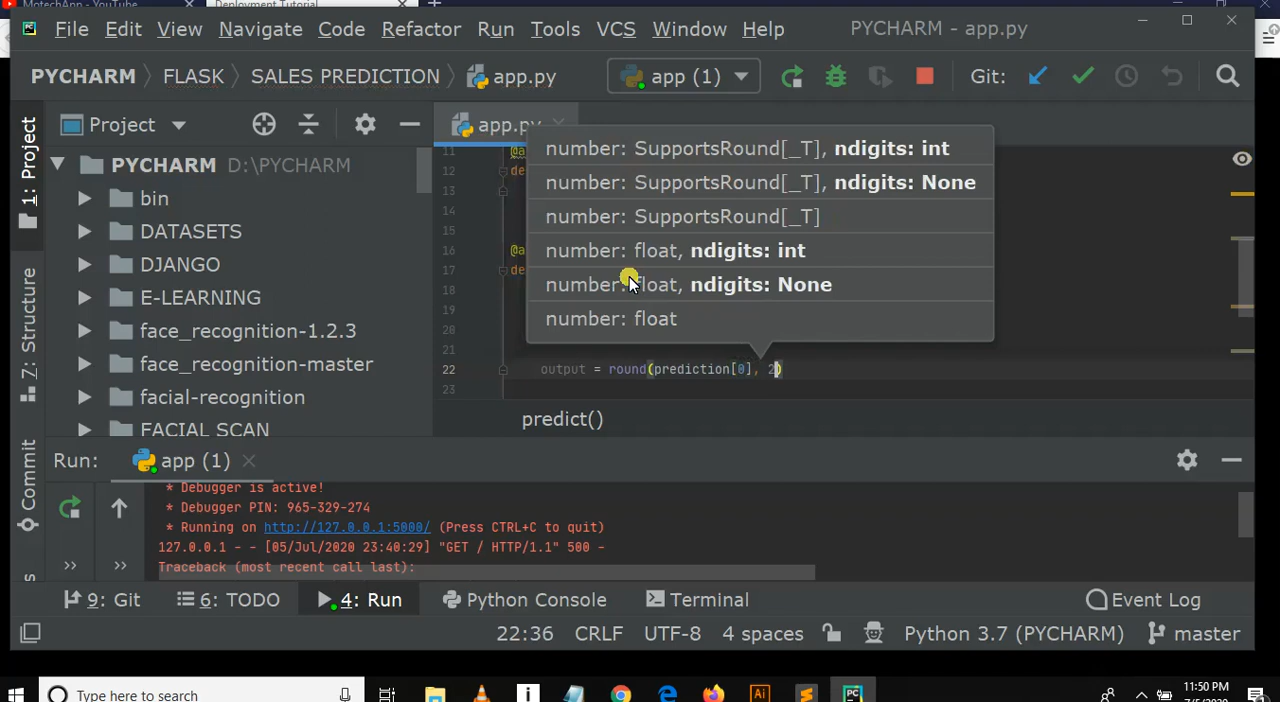 MotechApp - YouTube
Deployment Tutorial
File Edit View Navigate Code Refactor Run Tools VCS Window Help PYCHARM - app.py
PYCHARM FLASK SALES PREDICTION app.py app (1) Git:
1: Project
Project
app.py
PYCHARM D:\PYCHARM
bin
DATASETS
DJANGO
E-LEARNING
face_recognition-1.2.3
face_recognition-master
facial-recognition
FACIAL SCAN
number: SupportsRound[_T], ndigits: int
number: SupportsRound[_T], ndigits: None
number: SupportsRound[_T]
number: float, ndigits: int
number: float, ndigits: None
number: float
11 @a
12 de
13
14
15
16 @a
17 de
18
19
20
21
22 output = round(prediction[0], 2)
23
predict()
Z: Structure
Commit
Run: app (1)
* Debugger is active!
* Debugger PIN: 965-329-274
* Running on http://127.0.0.1:5000/ (Press CTRL+C to quit)
127.0.0.1 - - [05/Jul/2020 23:40:29] "GET / HTTP/1.1" 500 -
Traceback (most recent call last):
9: Git 6: TODO 4: Run Python Console Terminal Event Log
22:36 CRLF UTF-8 4 spaces Python 3.7 (PYCHARM) master
Type here to search
11:50 PM